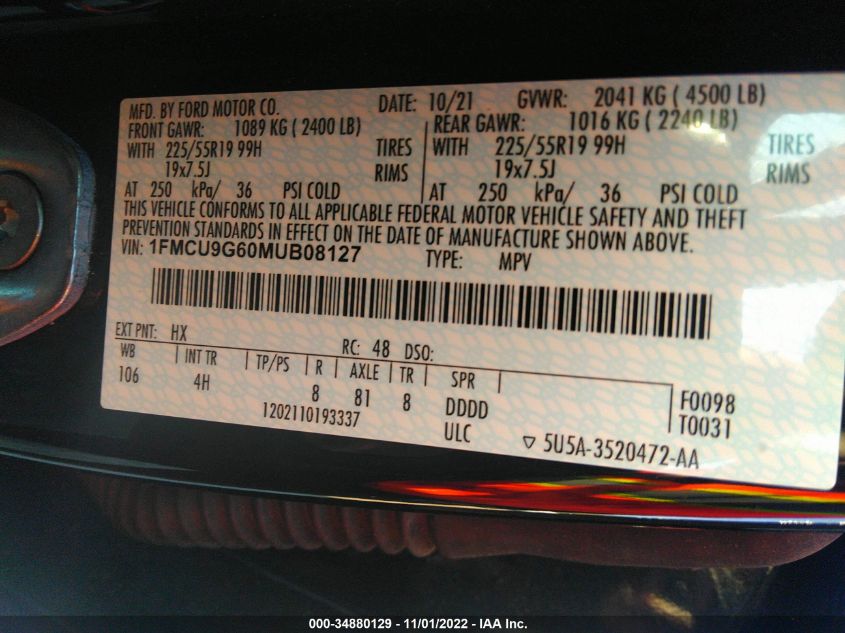 MFD. BY FORD MOTOR CO. DATE: 10/21 GVWR: 2041 KG ( 4500 LB)
FRONT GAWR: 1089 KG ( 2400 LB) REAR GAWR: 1016 KG ( 2240 LB)
WITH 225/55R19 99H TIRES WITH 225/55R19 99H TIRES
19x7.5J RIMS 19x7.5J RIMS
AT 250 kPa/ 36 PSI COLD AT 250 kPa/ 36 PSI COLD
THIS VEHICLE CONFORMS TO ALL APPLICABLE FEDERAL MOTOR VEHICLE SAFETY AND THEFT
PREVENTION STANDARDS IN EFFECT ON THE DATE OF MANUFACTURE SHOWN ABOVE.
VIN: 1FMCU9G60MUB08127 TYPE: MPV
EXT PNT: HX RC: 48 DSO:
WB INT TR TP/PS R AXLE TR SPR
106 4H 8 81 8 DDDD F0098
1202110193337 ULC T0031
▽ 5U5A-3520472-AA
000-34880129 - 11/01/2022 - IAA Inc.